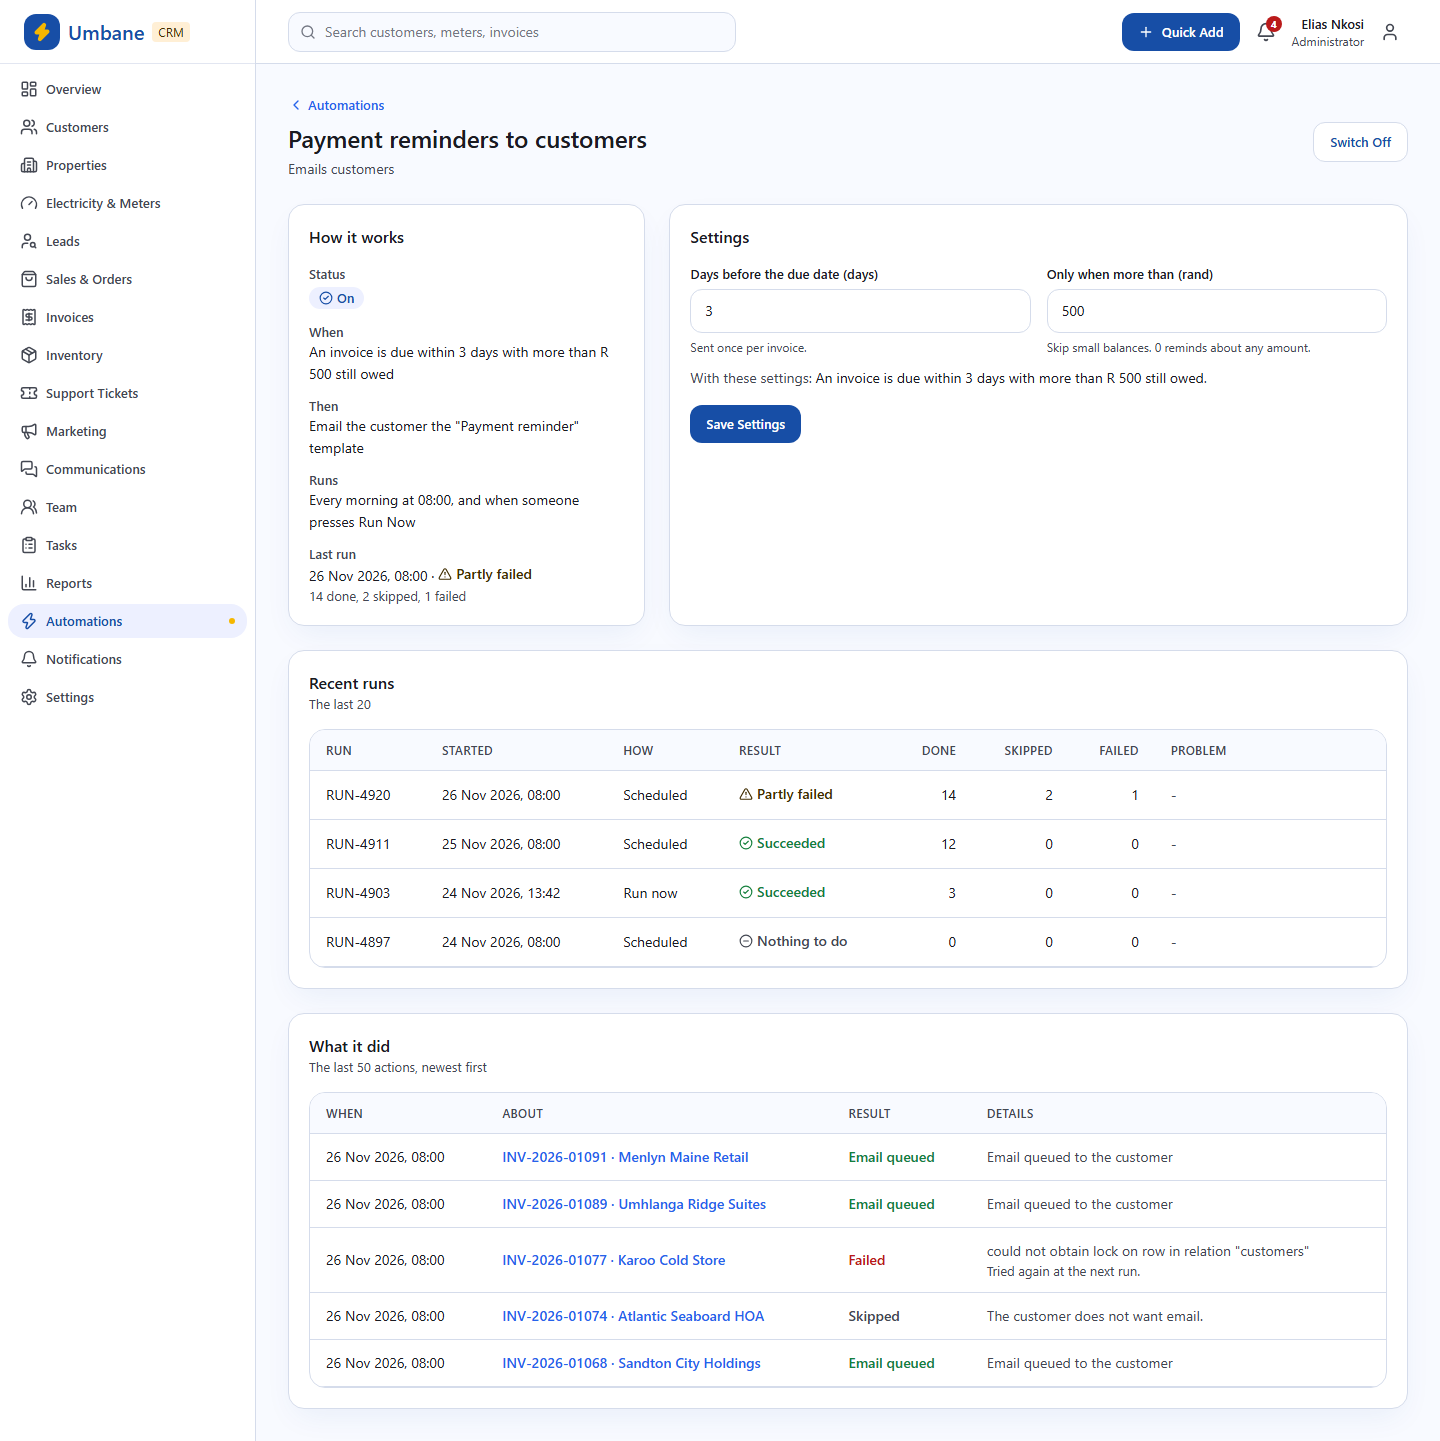 Umbane CRM
Search customers, meters, invoices
Quick Add
4
Elias Nkosi
Administrator
Overview
Customers
Properties
Electricity & Meters
Leads
Sales & Orders
Invoices
Inventory
Support Tickets
Marketing
Communications
Team
Tasks
Reports
Automations
Notifications
Settings
Automations
Payment reminders to customers
Emails customers
Switch Off
How it works
Status
On
When
An invoice is due within 3 days with more than R
500 still owed
Then
Email the customer the "Payment reminder"
template
Runs
Every morning at 08:00, and when someone
presses Run Now
Last run
26 Nov 2026, 08:00 · Partly failed
14 done, 2 skipped, 1 failed
Settings
Days before the due date (days)
3
Sent once per invoice.
Only when more than (rand)
500
Skip small balances. 0 reminds about any amount.
With these settings: An invoice is due within 3 days with more than R 500 still owed.
Save Settings
Recent runs
The last 20
RUN STARTED HOW RESULT DONE SKIPPED FAILED PROBLEM
RUN-4920 26 Nov 2026, 08:00 Scheduled Partly failed 14 2 1 -
RUN-4911 25 Nov 2026, 08:00 Scheduled Succeeded 12 0 0 -
RUN-4903 24 Nov 2026, 13:42 Run now Succeeded 3 0 0 -
RUN-4897 24 Nov 2026, 08:00 Scheduled Nothing to do 0 0 0 -
What it did
The last 50 actions, newest first
WHEN ABOUT RESULT DETAILS
26 Nov 2026, 08:00 INV-2026-01091 · Menlyn Maine Retail Email queued Email queued to the customer
26 Nov 2026, 08:00 INV-2026-01089 · Umhlanga Ridge Suites Email queued Email queued to the customer
26 Nov 2026, 08:00 INV-2026-01077 · Karoo Cold Store Failed could not obtain lock on row in relation "customers"
Tried again at the next run.
26 Nov 2026, 08:00 INV-2026-01074 · Atlantic Seaboard HOA Skipped The customer does not want email.
26 Nov 2026, 08:00 INV-2026-01068 · Sandton City Holdings Email queued Email queued to the customer